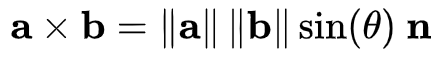 a × b = ‖a‖ ‖b‖ sin(θ) n